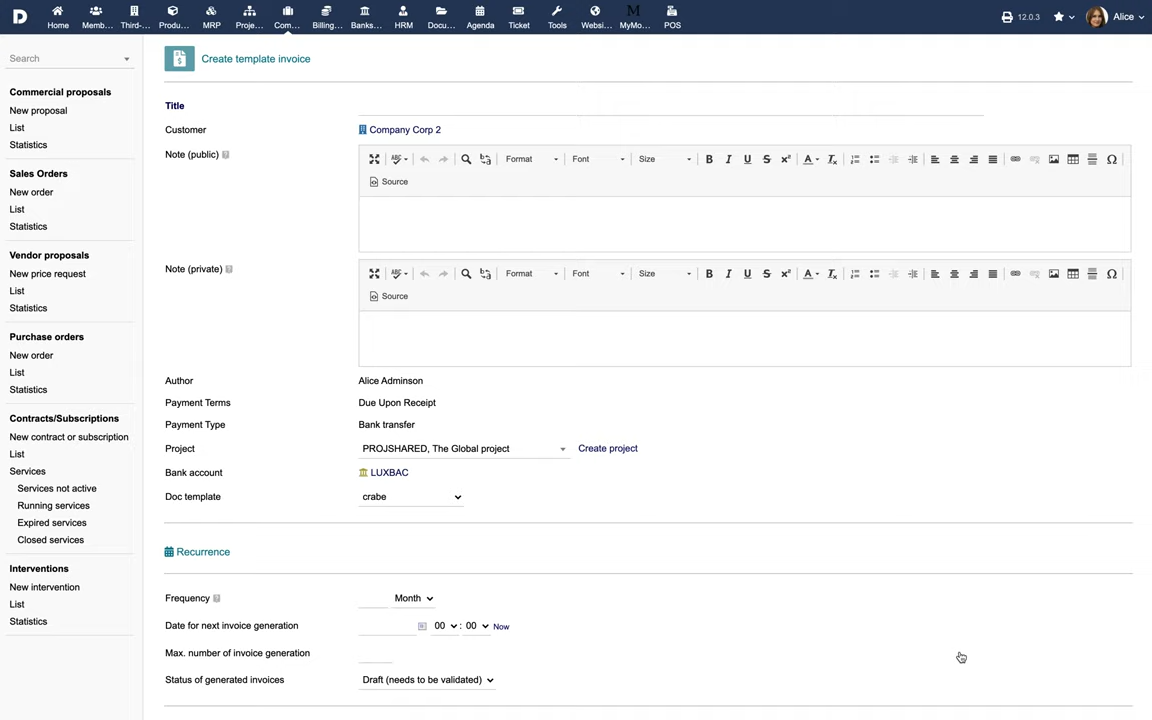 D
Home
Memb...
Third-...
Produ...
MRP
Proje...
Com...
Billing...
Banks...
HRM
Docu...
Agenda
Ticket
Tools
Websi...
M
MyMo...
POS
12.0.3
Alice
Search
Commercial proposals
New proposal
List
Statistics
Sales Orders
New order
List
Statistics
Vendor proposals
New price request
List
Statistics
Purchase orders
New order
List
Statistics
Contracts/Subscriptions
New contract or subscription
List
Services
Services not active
Running services
Expired services
Closed services
Interventions
New intervention
List
Statistics
Create template invoice
Title
Customer Company Corp 2
Note (public) ?
Format Font Size B I U S x² A Tx Ω
Source
Note (private) ?
Format Font Size B I U S x² A Tx Ω
Source
Author Alice Adminson
Payment Terms Due Upon Receipt
Payment Type Bank transfer
Project PROJSHARED, The Global project Create project
Bank account LUXBAC
Doc template crabe
Recurrence
Frequency ? Month
Date for next invoice generation 00 : 00 Now
Max. number of invoice generation
Status of generated invoices Draft (needs to be validated)